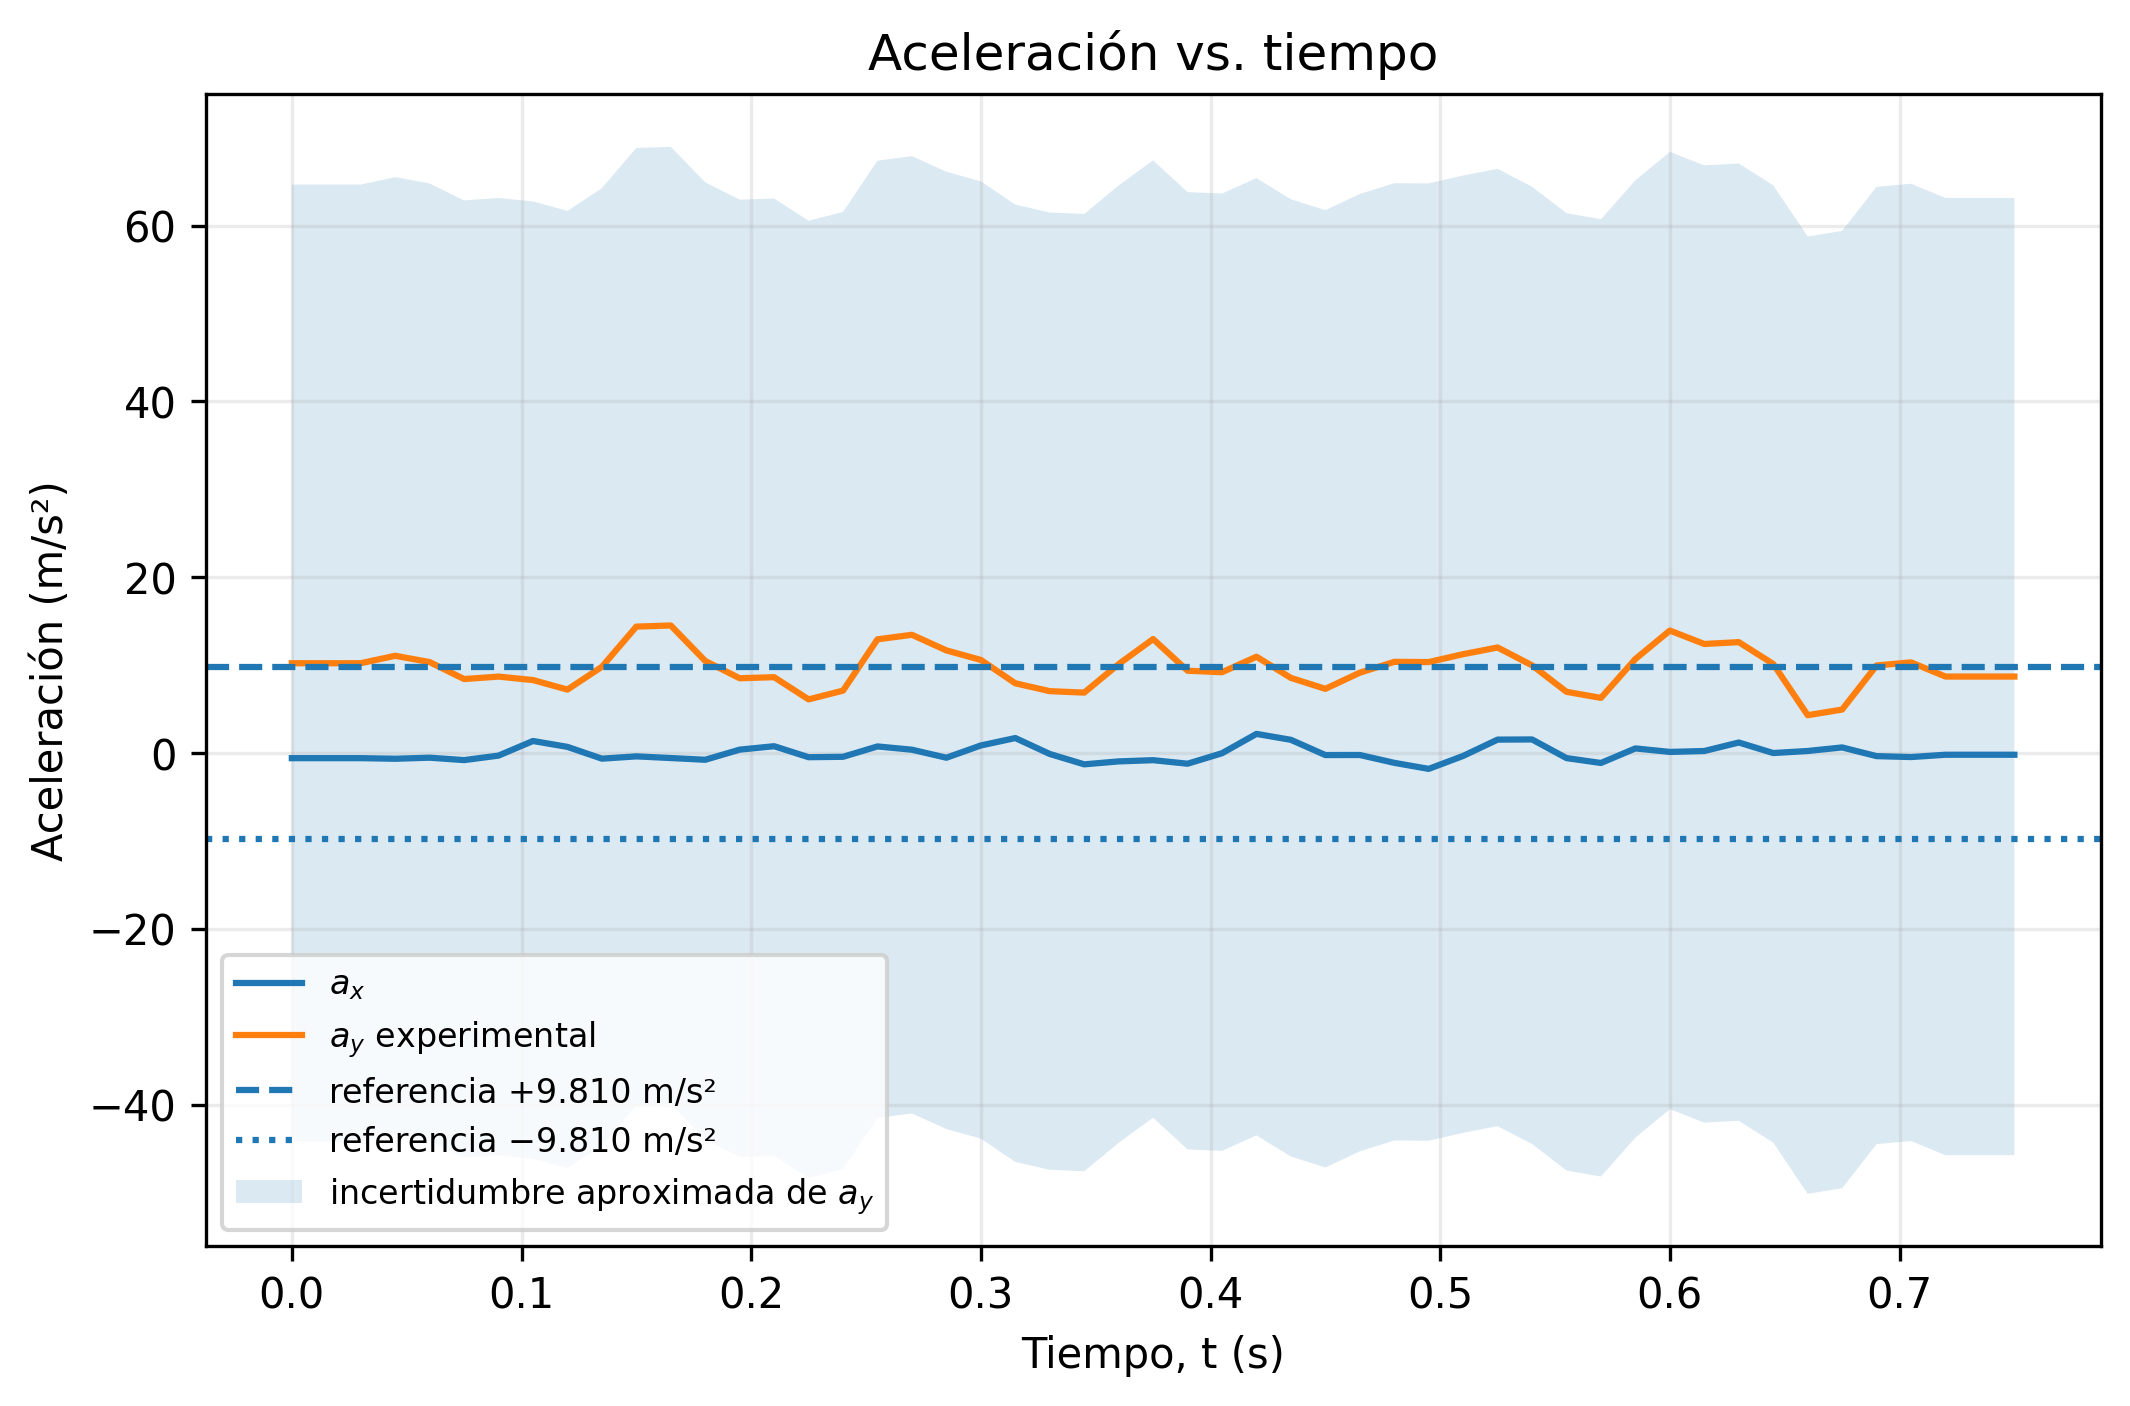 Aceleración vs. tiempo
Aceleración (m/s²)
60
40
20
0
−20
−40
a_x
a_y experimental
referencia +9.810 m/s²
referencia −9.810 m/s²
incertidumbre aproximada de a_y
0.0 0.1 0.2 0.3 0.4 0.5 0.6 0.7
Tiempo, t (s)